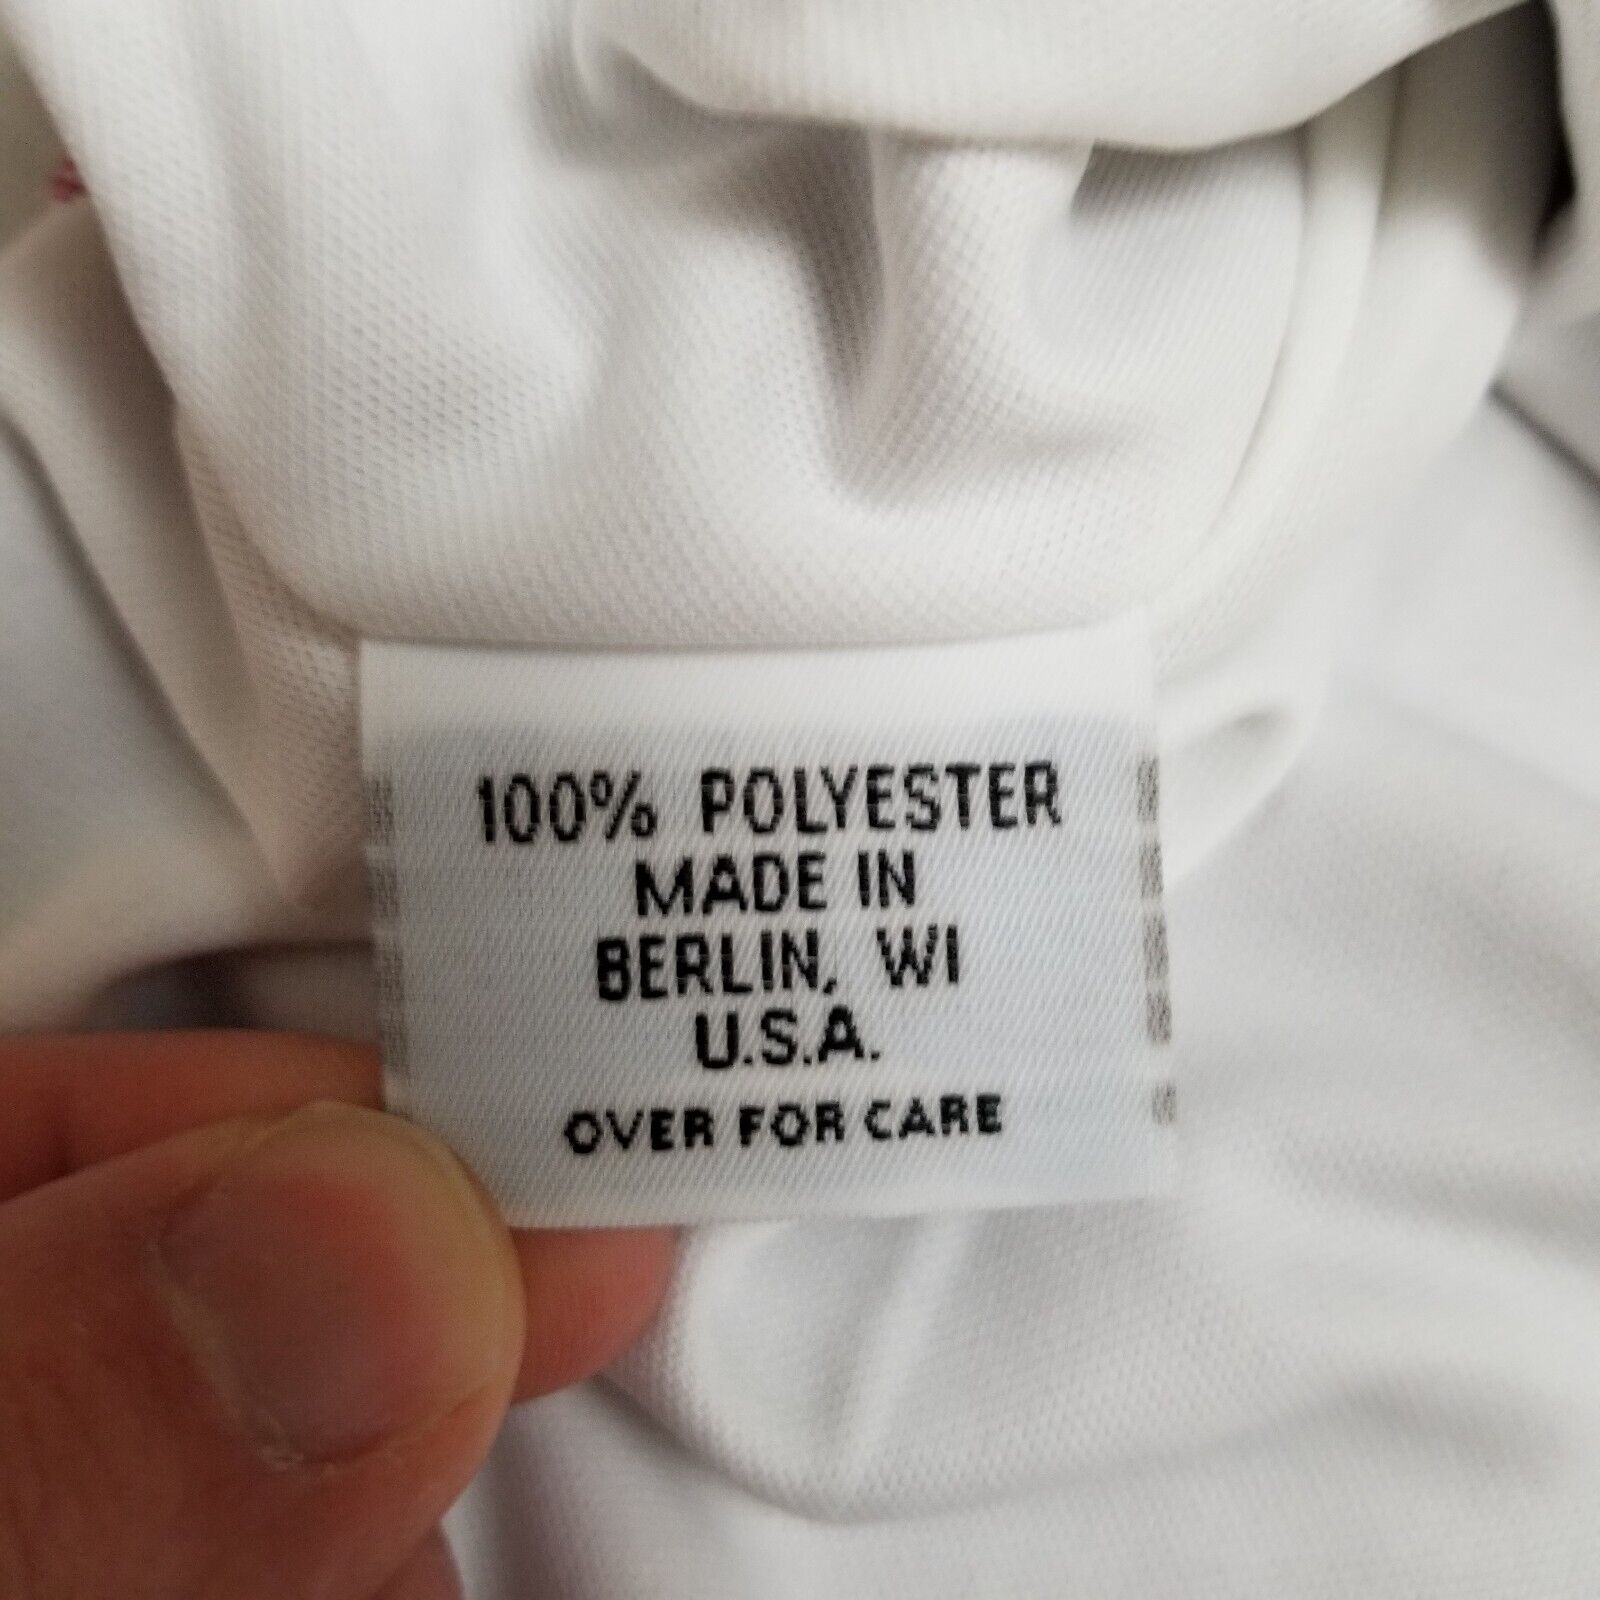 100% POLYESTER
MADE IN
BERLIN, WI
U.S.A.
OVER FOR CARE